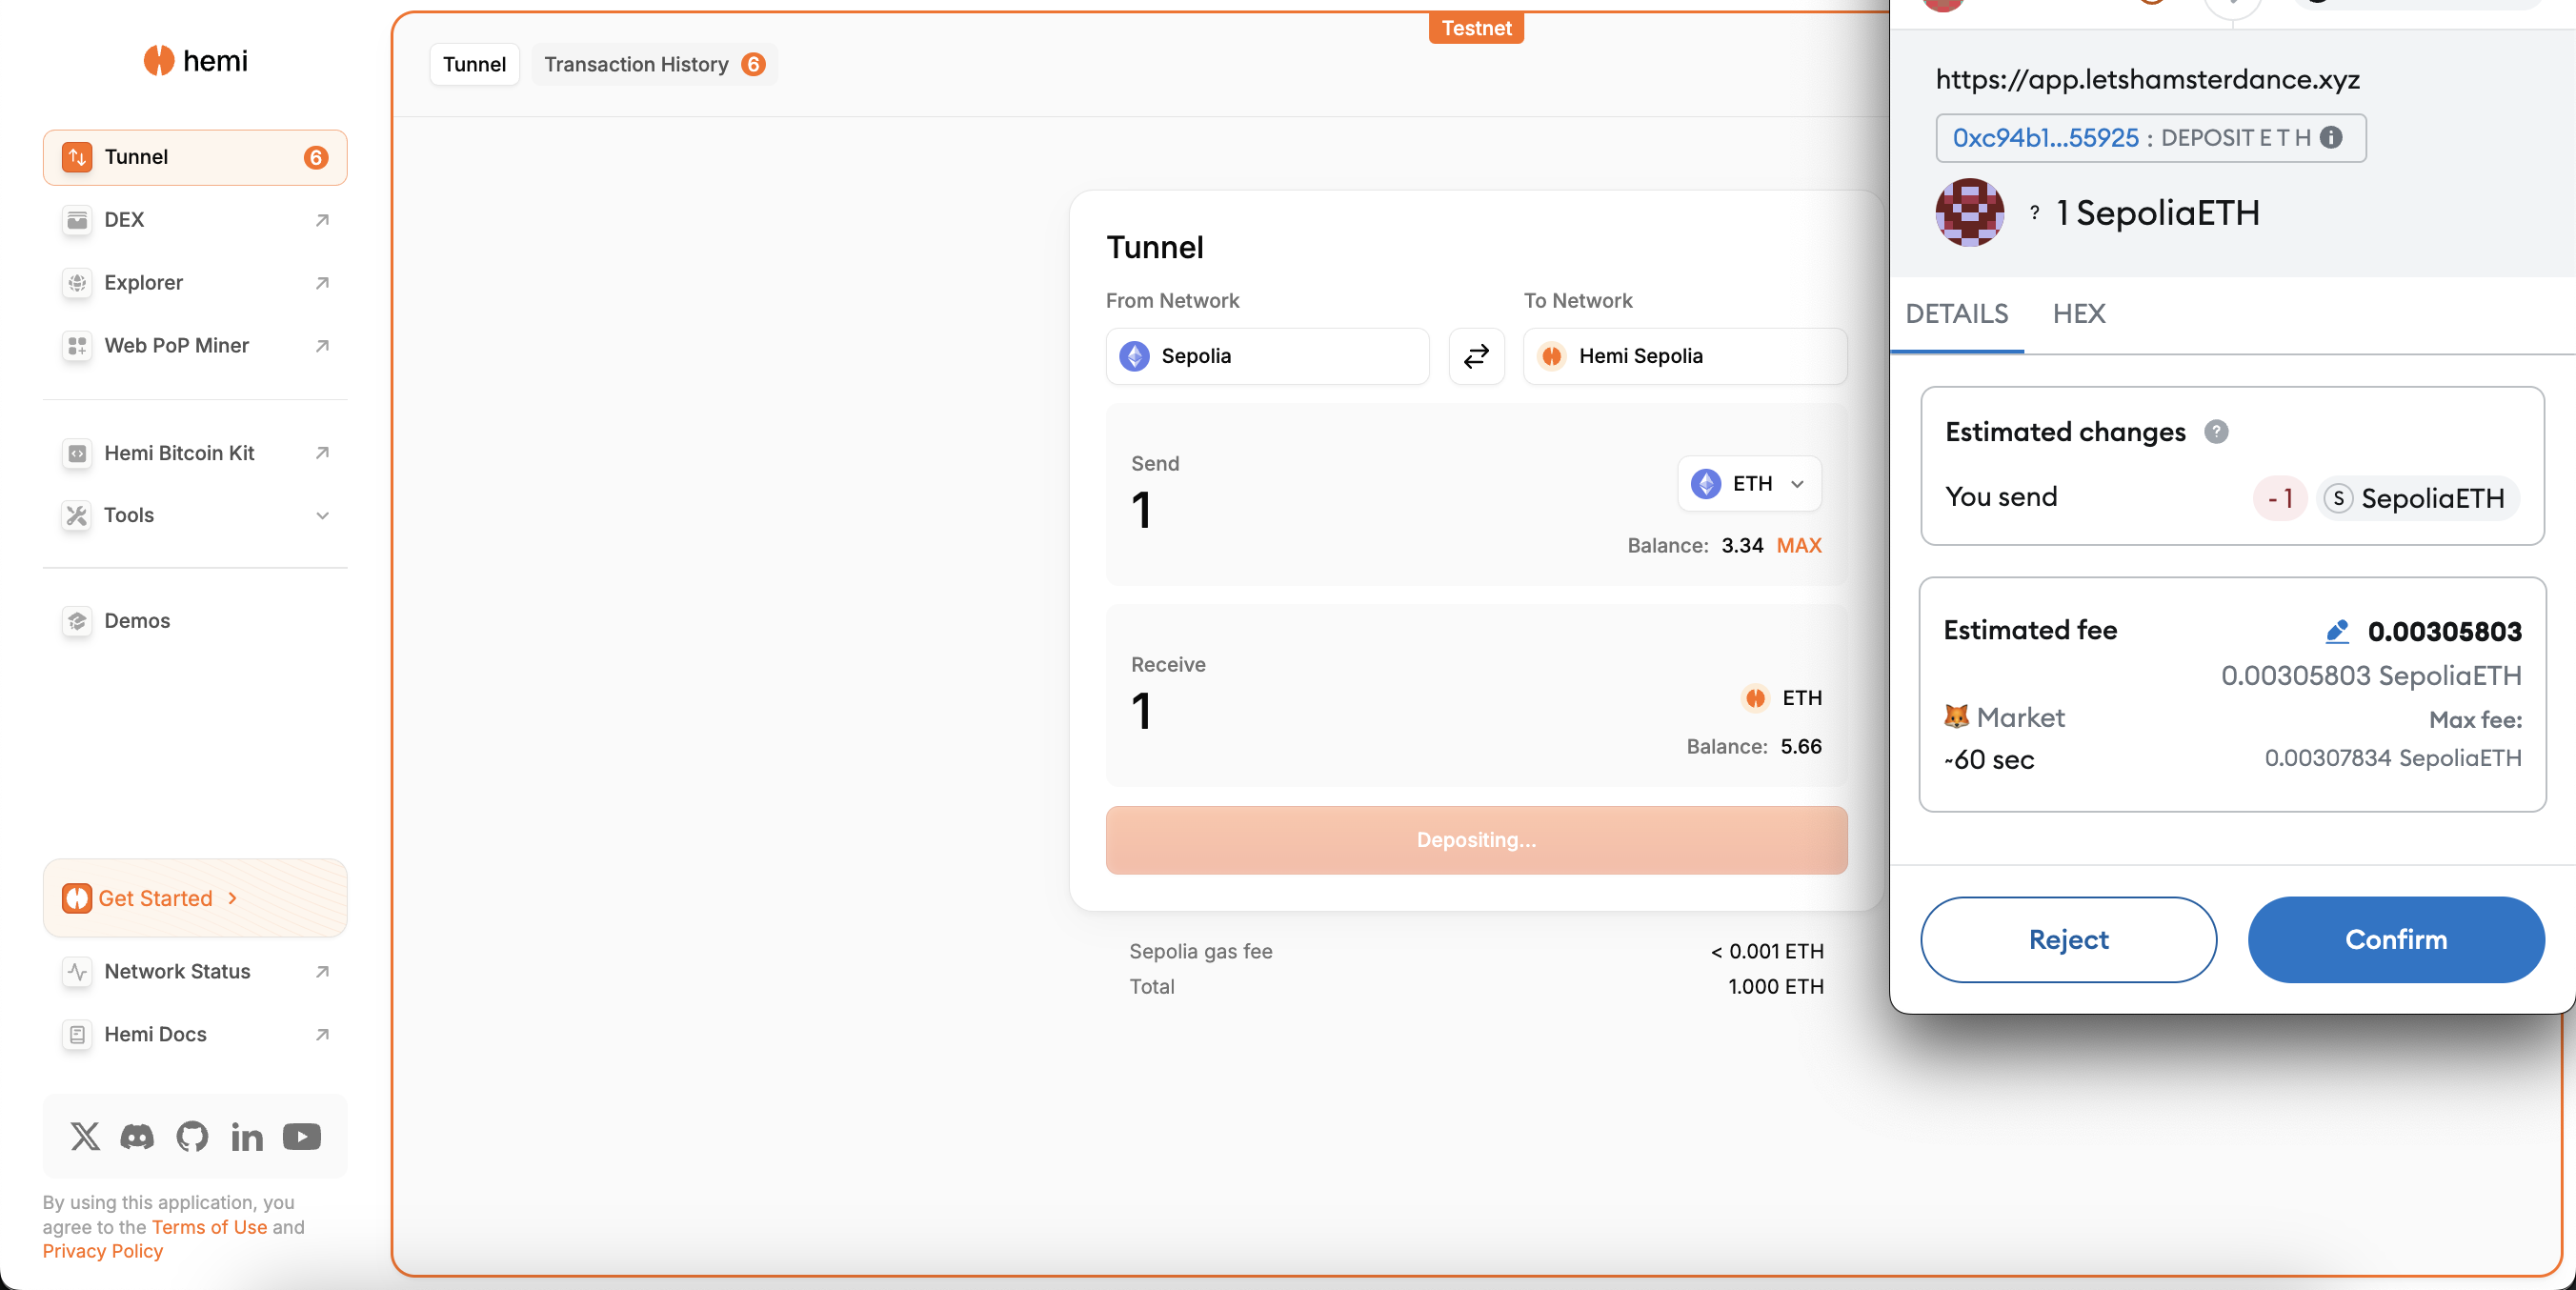 hemi
Tunnel 6
DEX
Explorer
Web PoP Miner
Hemi Bitcoin Kit
Tools
Demos
Get Started
Network Status
Hemi Docs
By using this application, you
agree to the Terms of Use and
Privacy Policy
Testnet
Tunnel
Transaction History 6
Tunnel
From Network
To Network
Sepolia
Hemi Sepolia
Send
1
ETH
Balance: 3.34 MAX
Receive
1
ETH
Balance: 5.66
Depositing...
Sepolia gas fee < 0.001 ETH
Total 1.000 ETH
https://app.letshamsterdance.xyz
0xc94b1...55925 : DEPOSIT E T H
? 1 SepoliaETH
DETAILS HEX
Estimated changes ?
You send - 1 S SepoliaETH
Estimated fee 0.00305803
0.00305803 SepoliaETH
🦊 Market Max fee:
~60 sec 0.00307834 SepoliaETH
Reject Confirm